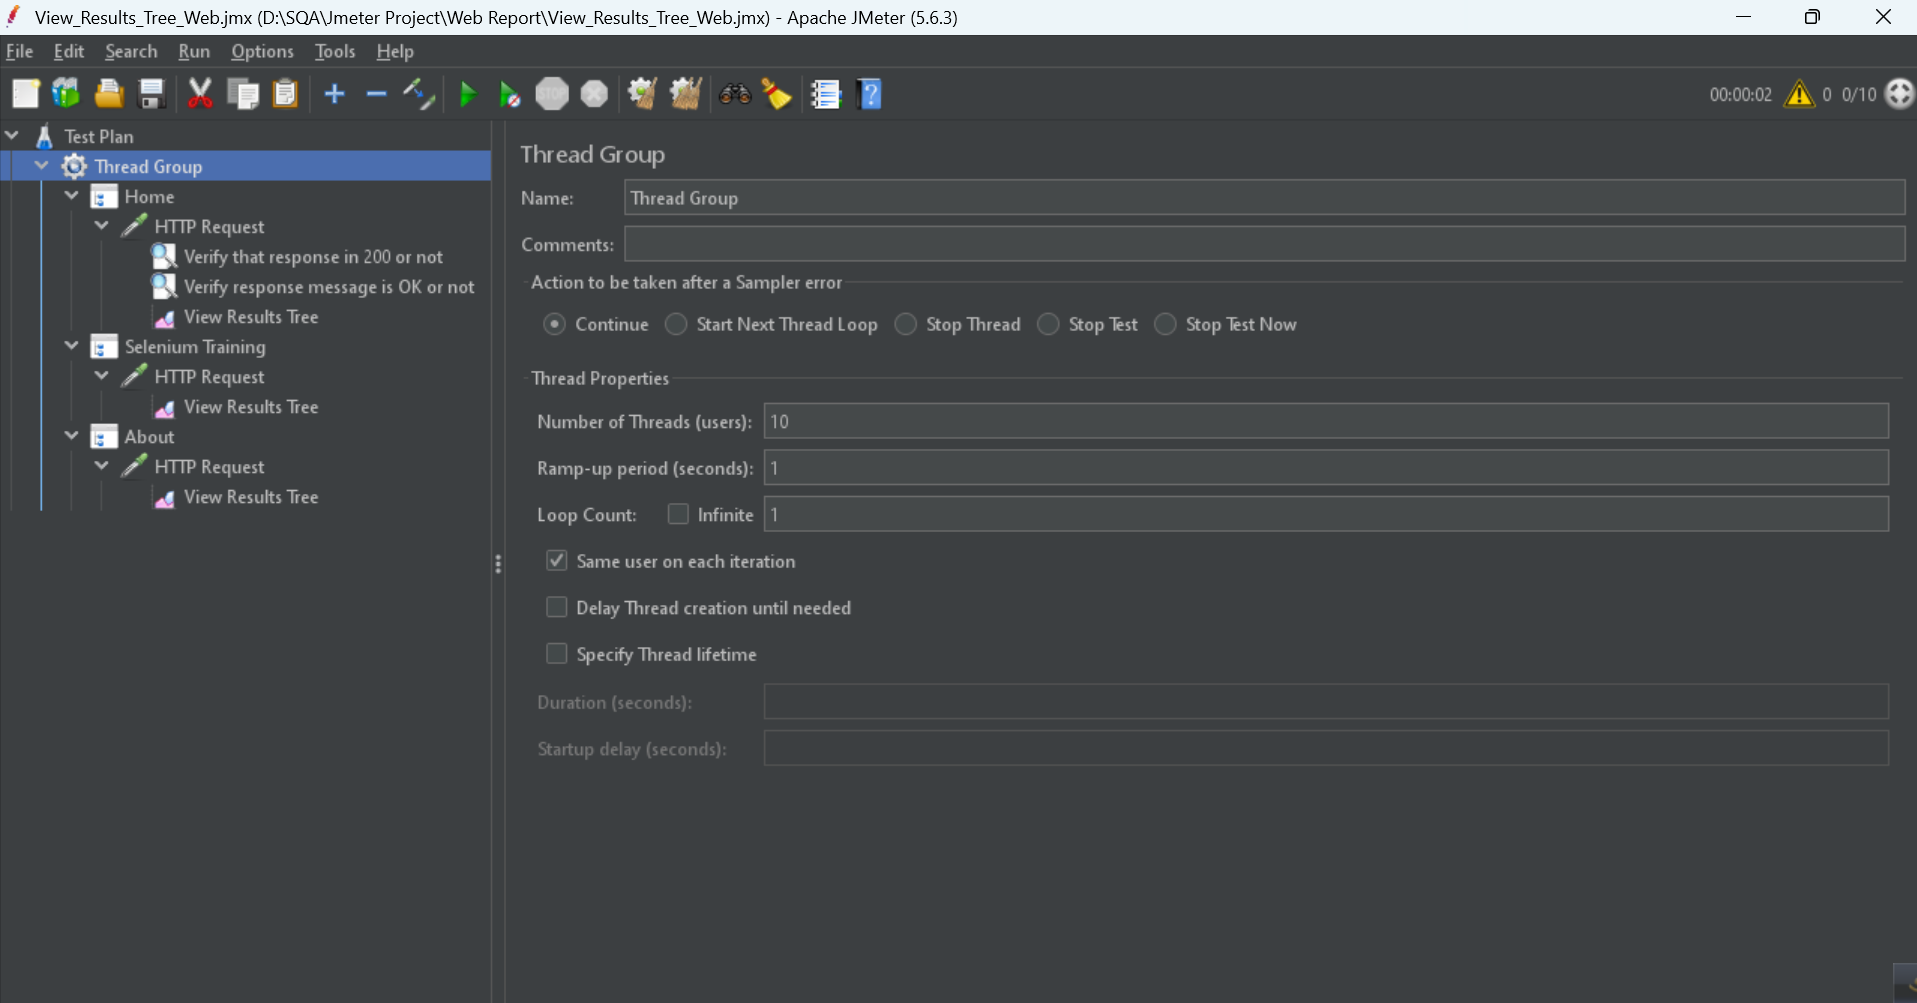 View_Results_Tree_Web.jmx (D:\SQA\Jmeter Project\Web Report\View_Results_Tree_Web.jmx) - Apache JMeter (5.6.3)
File Edit Search Run Options Tools Help
STOP
00:00:02 0 0/10
Test Plan
Thread Group
Home
HTTP Request
Verify that response in 200 or not
Verify response message is OK or not
View Results Tree
Selenium Training
HTTP Request
View Results Tree
About
HTTP Request
View Results Tree
Thread Group
Name: Thread Group
Comments:
Action to be taken after a Sampler error
Continue Start Next Thread Loop Stop Thread Stop Test Stop Test Now
Thread Properties
Number of Threads (users): 10
Ramp-up period (seconds): 1
Loop Count: Infinite 1
Same user on each iteration
Delay Thread creation until needed
Specify Thread lifetime
Duration (seconds):
Startup delay (seconds):